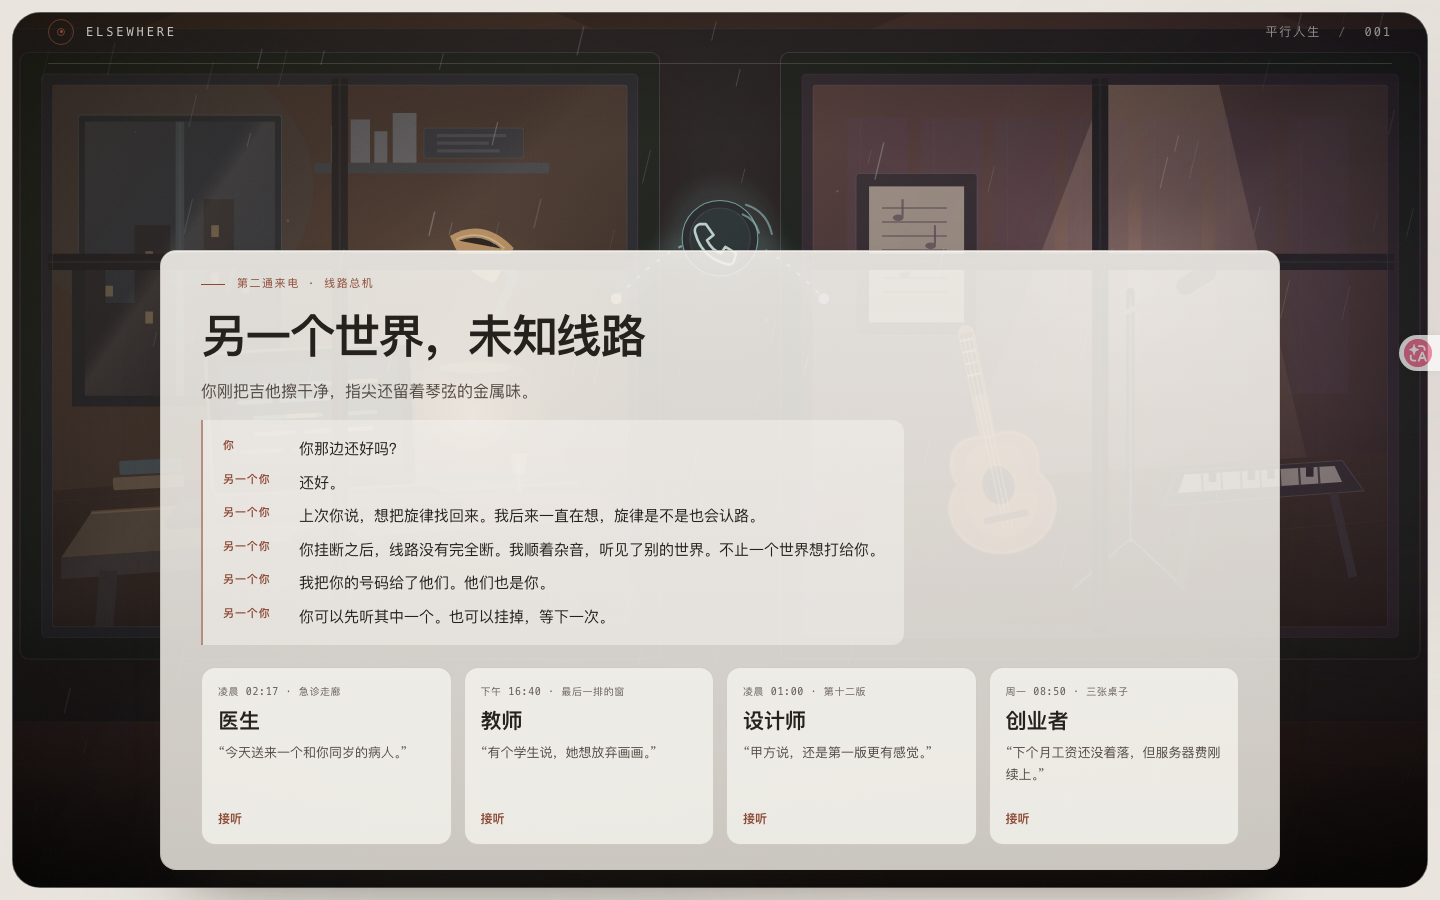 ELSEWHERE
平行人生 / 001
第二通来电 · 线路总机
另一个世界，未知线路
你刚把吉他擦干净，指尖还留着琴弦的金属味。
你 你那边还好吗？
另一个你 还好。
另一个你 上次你说，想把旋律找回来。我后来一直在想，旋律是不是也会认路。
另一个你 你挂断之后，线路没有完全断。我顺着杂音，听见了别的世界。不止一个世界想打给你。
另一个你 我把你的号码给了他们。他们也是你。
另一个你 你可以先听其中一个。也可以挂掉，等下一次。
凌晨 02:17 · 急诊走廊
医生
“今天送来一个和你同岁的病人。”
接听
下午 16:40 · 最后一排的窗
教师
“有个学生说，她想放弃画画。”
接听
凌晨 01:00 · 第十二版
设计师
“甲方说，还是第一版更有感觉。”
接听
周一 08:50 · 三张桌子
创业者
“下个月工资还没着落，但服务器费刚
续上。”
接听